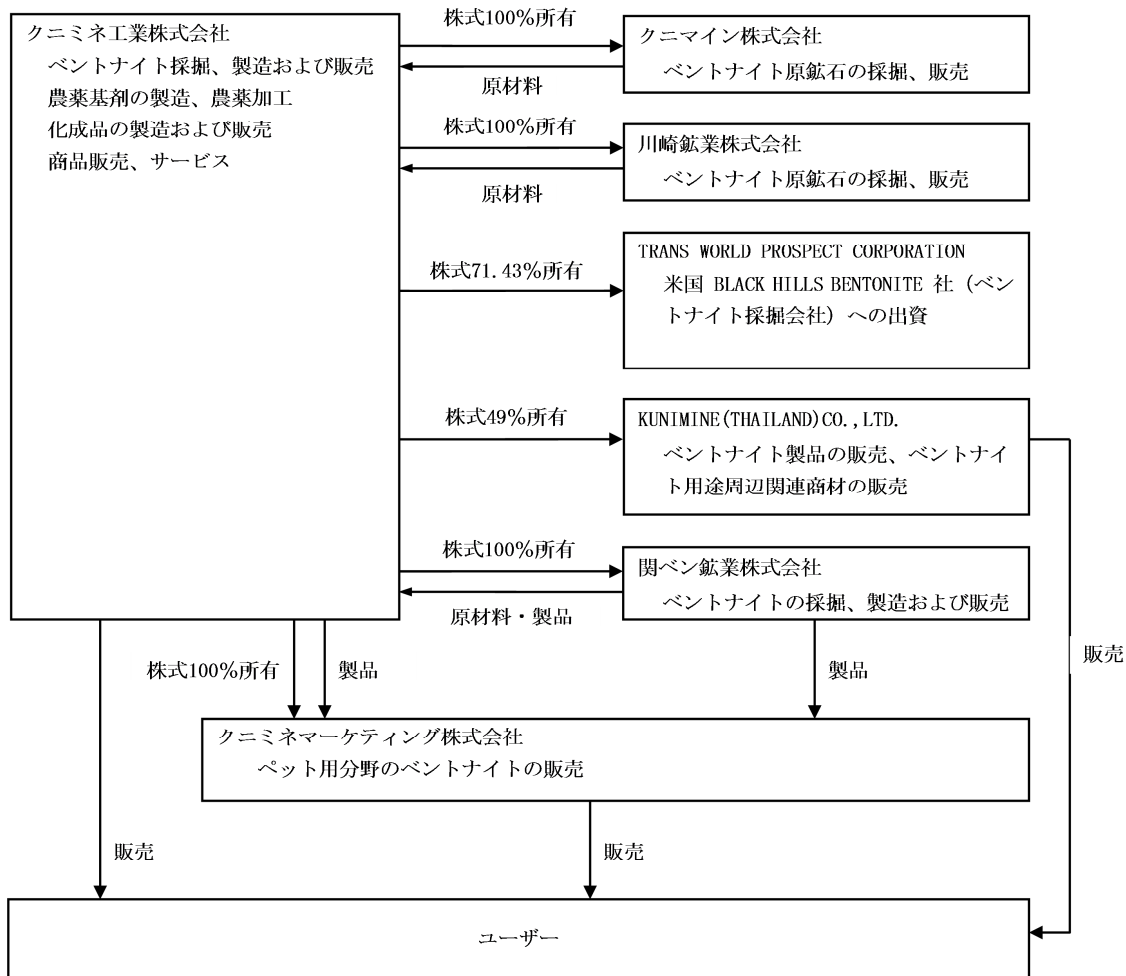 クニミネ工業株式会社
ベントナイト採掘、製造および販売
農薬基剤の製造、農薬加工
化成品の製造および販売
商品販売、サービス
株式100%所有
原材料
クニマイン株式会社
ベントナイト原鉱石の採掘、販売
株式100%所有
原材料
川崎鉱業株式会社
ベントナイト原鉱石の採掘、販売
株式71.43%所有
TRANS WORLD PROSPECT CORPORATION
米国 BLACK HILLS BENTONITE 社（ベン
トナイト採掘会社）への出資
株式49%所有
KUNIMINE(THAILAND)CO.,LTD.
ベントナイト製品の販売、ベントナイ
ト用途周辺関連商材の販売
株式100%所有
原材料・製品
関ベン鉱業株式会社
ベントナイトの採掘、製造および販売
株式100%所有
製品
製品
販売
クニミネマーケティング株式会社
ペット用分野のベントナイトの販売
販売
販売
ユーザー